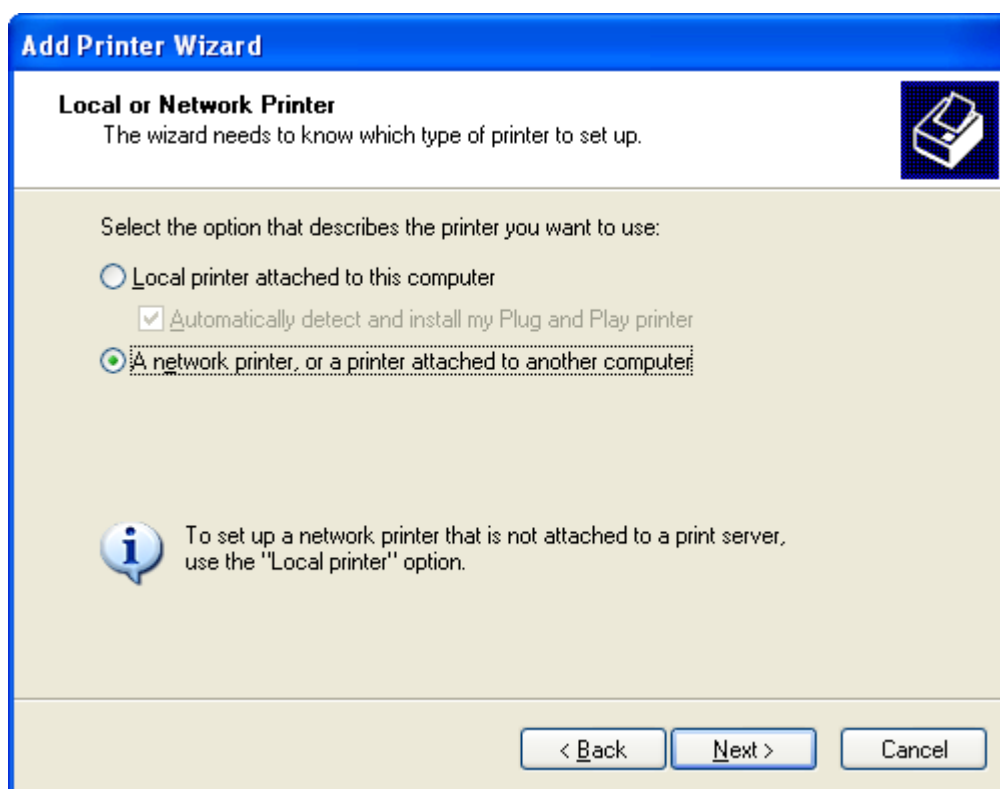 Add Printer Wizard
Local or Network Printer
The wizard needs to know which type of printer to set up.
Select the option that describes the printer you want to use:
Local printer attached to this computer
Automatically detect and install my Plug and Play printer
A network printer, or a printer attached to another computer
To set up a network printer that is not attached to a print server,
use the "Local printer" option.
< Back Next > Cancel